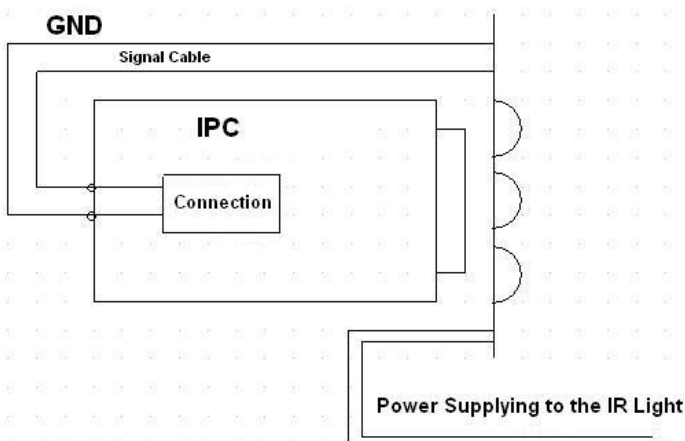 GND
Signal Cable
IPC
Connection
Power Supplying to the IR Light